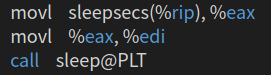 movl sleepsecs(%rip), %eax
movl %eax, %edi
call sleep@PLT